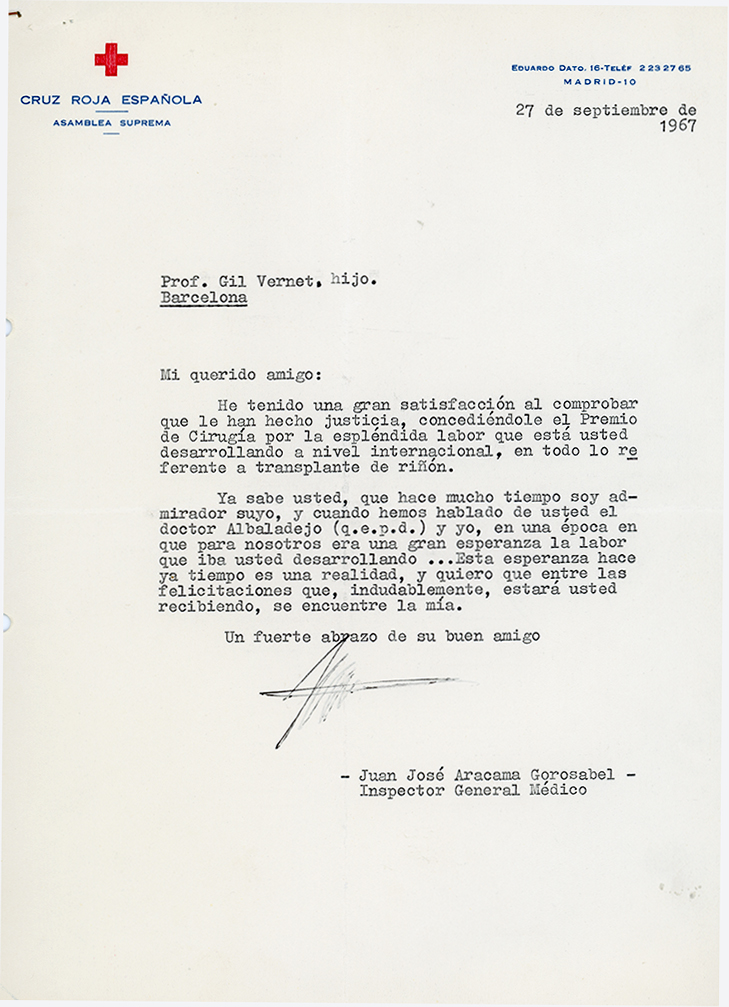 CRUZ ROJA ESPAÑOLA
ASAMBLEA SUPREMA
EDUARDO DATO, 16-TELÉF 2 23 27 65
MADRID-10
27 de septiembre de
1967
Prof. Gil Vernet, hijo.
Barcelona
Mi querido amigo:
He tenido una gran satisfacción al comprobar
que le han hecho justicia, concediéndole el Premio
de Cirugía por la espléndida labor que está usted
desarrollando a nivel internacional, en todo lo re
ferente a transplante de riñón.
Ya sabe usted, que hace mucho tiempo soy ad-
mirador suyo, y cuando hemos hablado de usted el
doctor Albaladejo (q.e.p.d.) y yo, en una época en
que para nosotros era una gran esperanza la labor
que iba usted desarrollando ...Esta esperanza hace
ya tiempo es una realidad, y quiero que entre las
felicitaciones que, indudablemente, estará usted
recibiendo, se encuentre la mía.
Un fuerte abrazo de su buen amigo
- Juan José Aracama Gorosabel -
Inspector General Médico